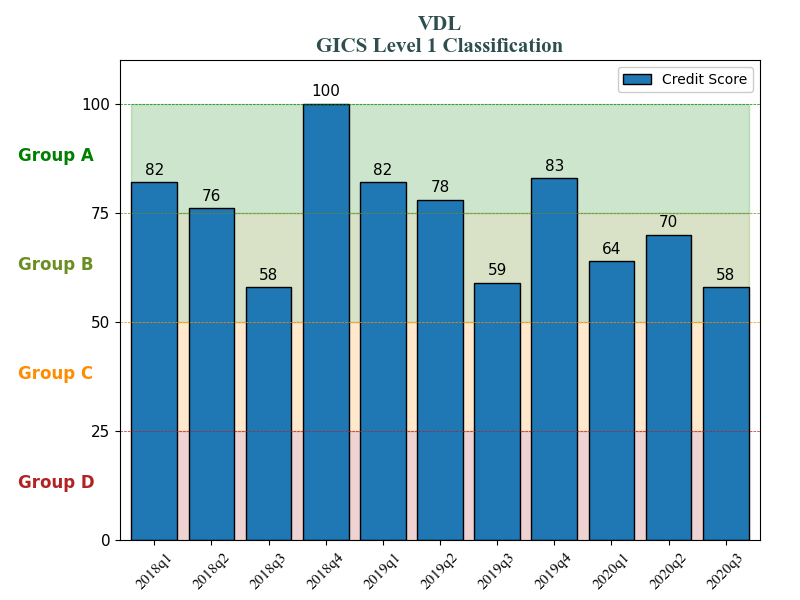 VDL
GICS Level 1 Classification
Credit Score
100
75
50
25
0
Group A
Group B
Group C
Group D
82
76
58
100
82
78
59
83
64
70
58
2018q1
2018q2
2018q3
2018q4
2019q1
2019q2
2019q3
2019q4
2020q1
2020q2
2020q3